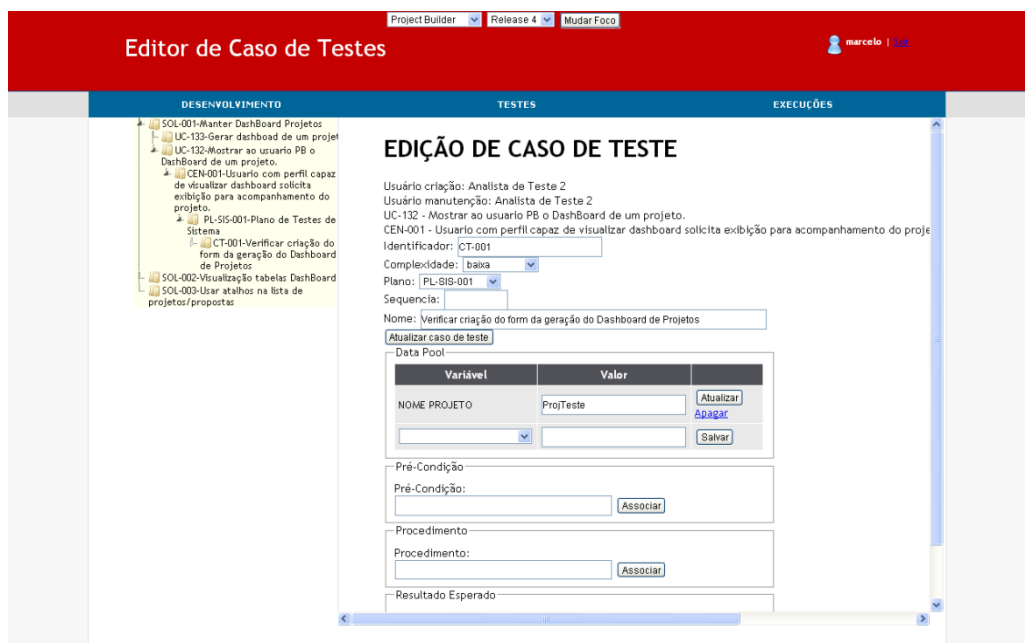 Project Builder Release 4 Mudar Foco
Editor de Caso de Testes
marcelo | Sair
DESENVOLVIMENTO TESTES EXECUÇÕES
SOL-001-Manter DashBoard Projetos
UC-133-Gerar dashboad de um projet
UC-132-Mostrar ao usuario PB o
DashBoard de um projeto.
CEN-001-Usuario com perfil capaz
de visualizar dashboard solicita
exibição para acompanhamento do
projeto.
PL-SIS-001-Plano de Testes de
Sistema
CT-001-Verificar criação do
form da geração do Dashboard
de Projetos
SOL-002-Visualização tabelas DashBoard
SOL-003-Usar atalhos na lista de
projetos/propostas
EDIÇÃO DE CASO DE TESTE
Usuário criação: Analista de Teste 2
Usuário manutenção: Analista de Teste 2
UC-132 - Mostrar ao usuario PB o DashBoard de um projeto.
CEN-001 - Usuario com perfil capaz de visualizar dashboard solicita exibição para acompanhamento do proje
Identificador: CT-001
Complexidade: baixa
Plano: PL-SIS-001
Sequencia:
Nome: Verificar criação do form da geração do Dashboard de Projetos
Atualizar caso de teste
Data Pool
Variável Valor
NOME PROJETO ProjTeste Atualizar
Apagar
Salvar
Pré-Condição
Pré-Condição:
Associar
Procedimento
Procedimento:
Associar
Resultado Esperado